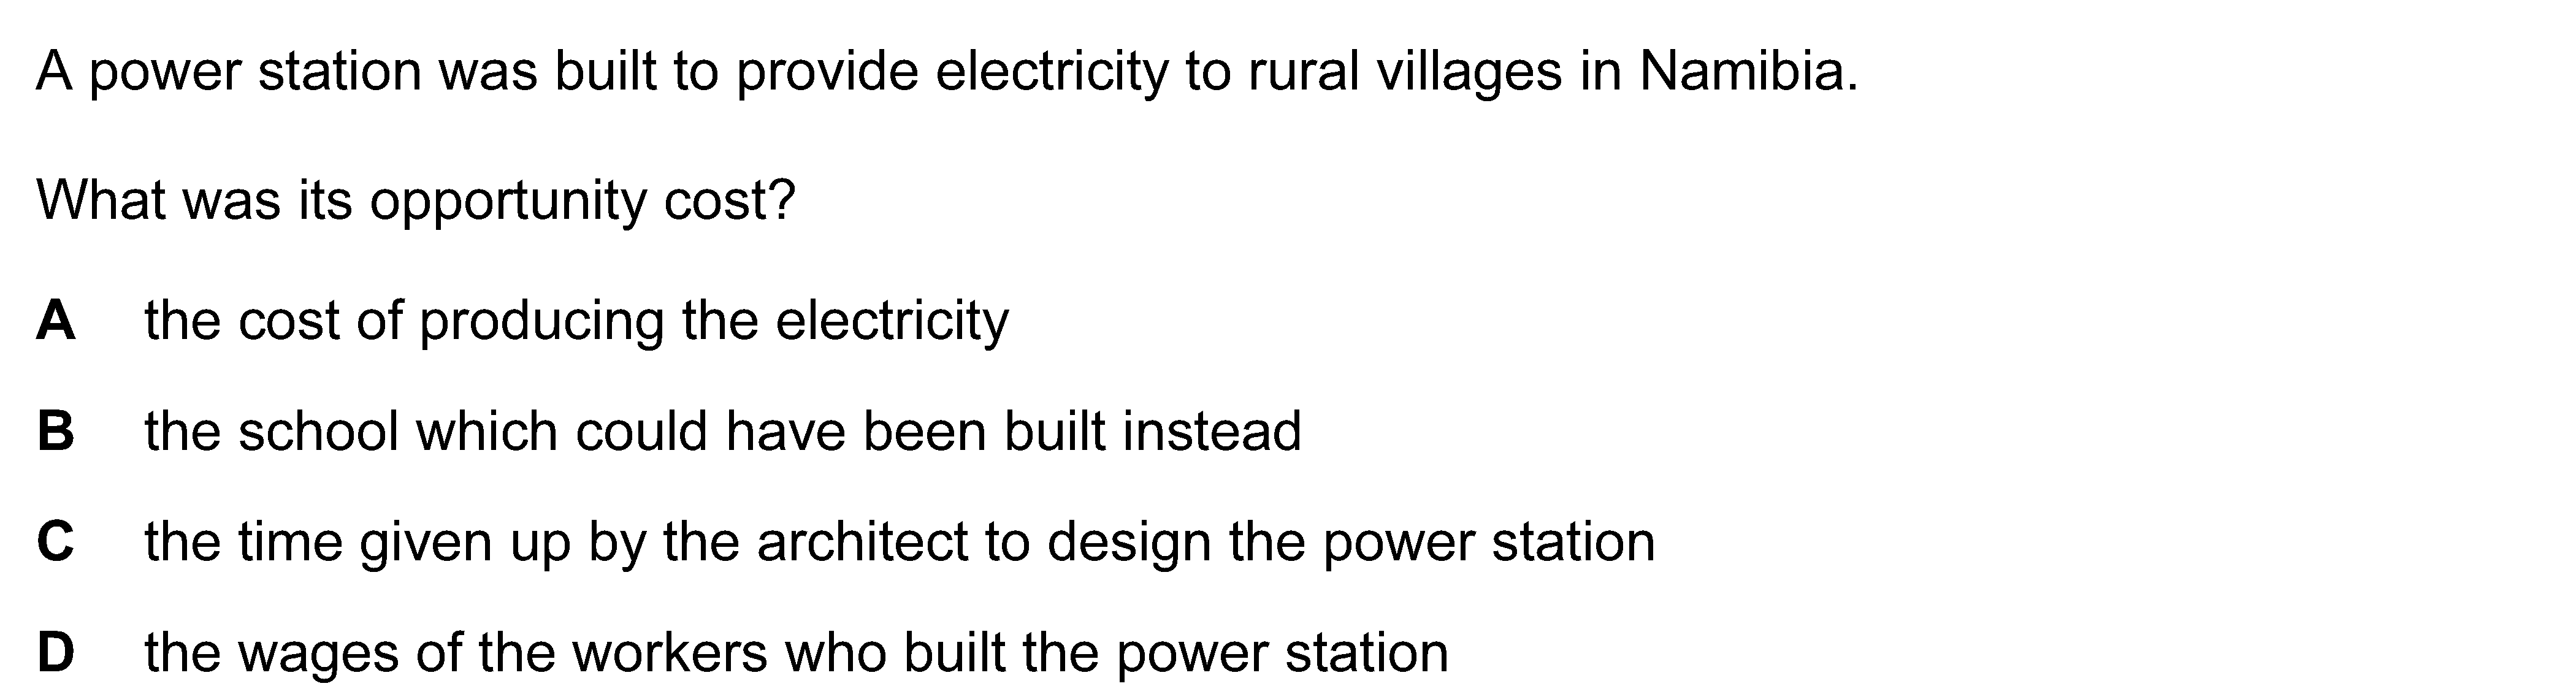 A power station was built to provide electricity to rural villages in Namibia.
What was its opportunity cost?
A the cost of producing the electricity
B the school which could have been built instead
C the time given up by the architect to design the power station
D the wages of the workers who built the power station